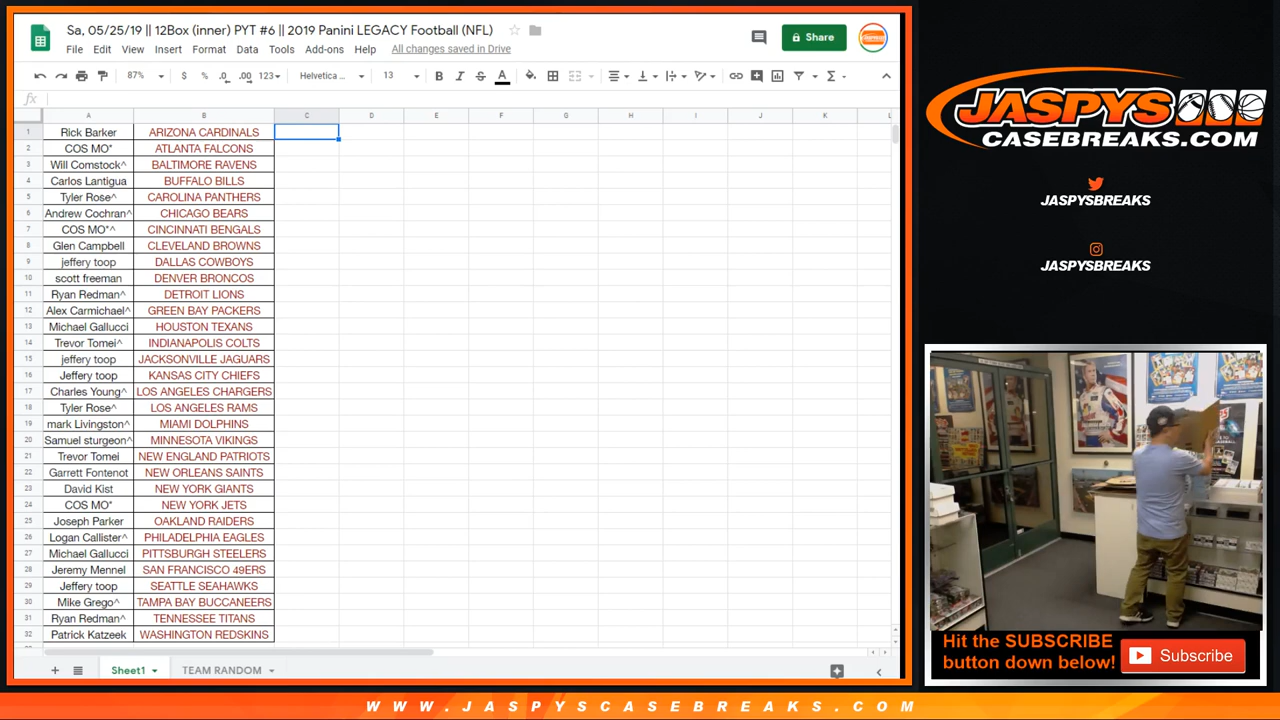 Sa, 05/25/19 || 12Box (inner) PYT #6 || 2019 Panini LEGACY Football (NFL)
File Edit View Insert Format Data Tools Add-ons Help All changes saved in Drive
Share
87% $ % .0 .00 123 Helvetica ... 13 B I S A
fx
A B C D E F G H I J K L
1 Rick Barker ARIZONA CARDINALS
2 COS MO* ATLANTA FALCONS
3 Will Comstock^ BALTIMORE RAVENS
4 Carlos Lantigua BUFFALO BILLS
5 Tyler Rose^ CAROLINA PANTHERS
6 Andrew Cochran^ CHICAGO BEARS
7 COS MO*^ CINCINNATI BENGALS
8 Glen Campbell CLEVELAND BROWNS
9 jeffery toop DALLAS COWBOYS
10 scott freeman DENVER BRONCOS
11 Ryan Redman^ DETROIT LIONS
12 Alex Carmichael^ GREEN BAY PACKERS
13 Michael Gallucci HOUSTON TEXANS
14 Trevor Tomei^ INDIANAPOLIS COLTS
15 jeffery toop JACKSONVILLE JAGUARS
16 Jeffery toop KANSAS CITY CHIEFS
17 Charles Young^ LOS ANGELES CHARGERS
18 Tyler Rose^ LOS ANGELES RAMS
19 mark Livingston^ MIAMI DOLPHINS
20 Samuel sturgeon^ MINNESOTA VIKINGS
21 Trevor Tomei NEW ENGLAND PATRIOTS
22 Garrett Fontenot NEW ORLEANS SAINTS
23 David Kist NEW YORK GIANTS
24 COS MO* NEW YORK JETS
25 Joseph Parker OAKLAND RAIDERS
26 Logan Callister^ PHILADELPHIA EAGLES
27 Michael Gallucci PITTSBURGH STEELERS
28 Jeremy Mennel SAN FRANCISCO 49ERS
29 Jeffery toop SEATTLE SEAHAWKS
30 Mike Grego^ TAMPA BAY BUCCANEERS
31 Ryan Redman^ TENNESSEE TITANS
32 Patrick Katzeek WASHINGTON REDSKINS
Sheet1 TEAM RANDOM
JASPYS
CASEBREAKS.COM
JASPYSBREAKS
JASPYSBREAKS
Hit the SUBSCRIBE
button down below!
Subscribe
WWW.JASPYSCASEBREAKS.COM